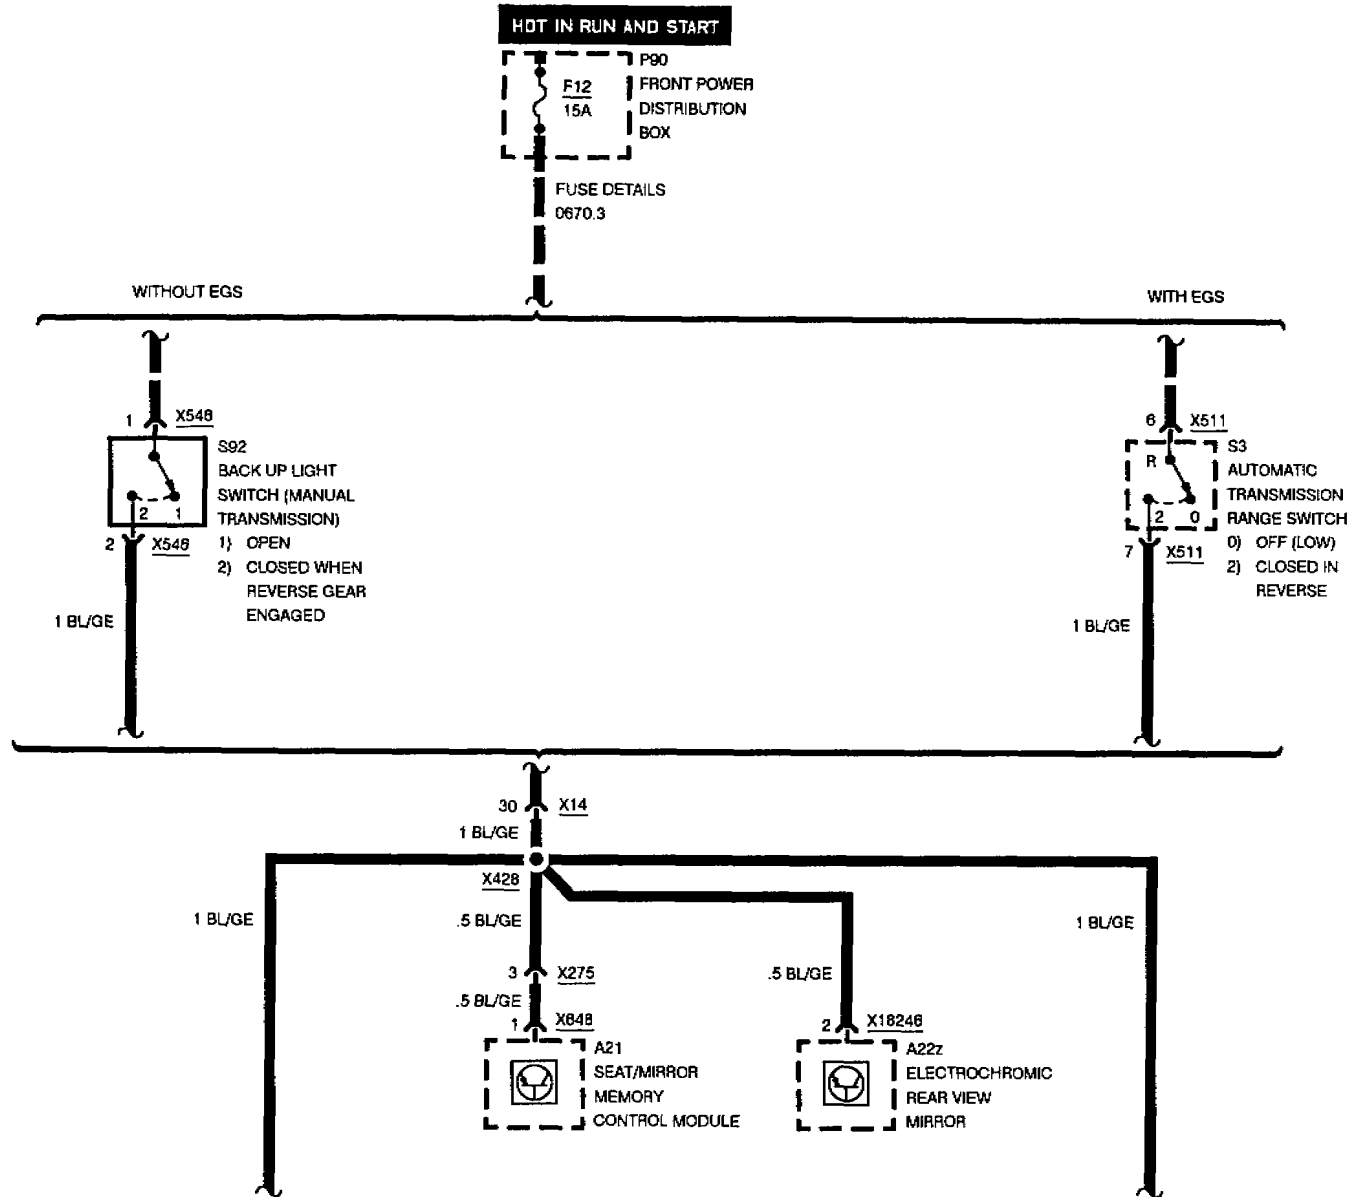 HOT IN RUN AND START
P90
FRONT POWER
DISTRIBUTION
BOX
F12
15A
FUSE DETAILS
0670.3
WITHOUT EGS
WITH EGS
1 X546
S92
BACK UP LIGHT
SWITCH (MANUAL
TRANSMISSION)
1) OPEN
2) CLOSED WHEN
REVERSE GEAR
ENGAGED
2 1
2 X546
1 BL/GE
6 X511
R
S3
AUTOMATIC
TRANSMISSION
RANGE SWITCH
0) OFF (LOW)
2) CLOSED IN
REVERSE
2 0
7 X511
1 BL/GE
30 X14
1 BL/GE
X428
1 BL/GE
.5 BL/GE
1 BL/GE
3 X275
.5 BL/GE
.5 BL/GE
1 X648
A21
SEAT/MIRROR
MEMORY
CONTROL MODULE
2 X18246
A22z
ELECTROCHROMIC
REAR VIEW
MIRROR